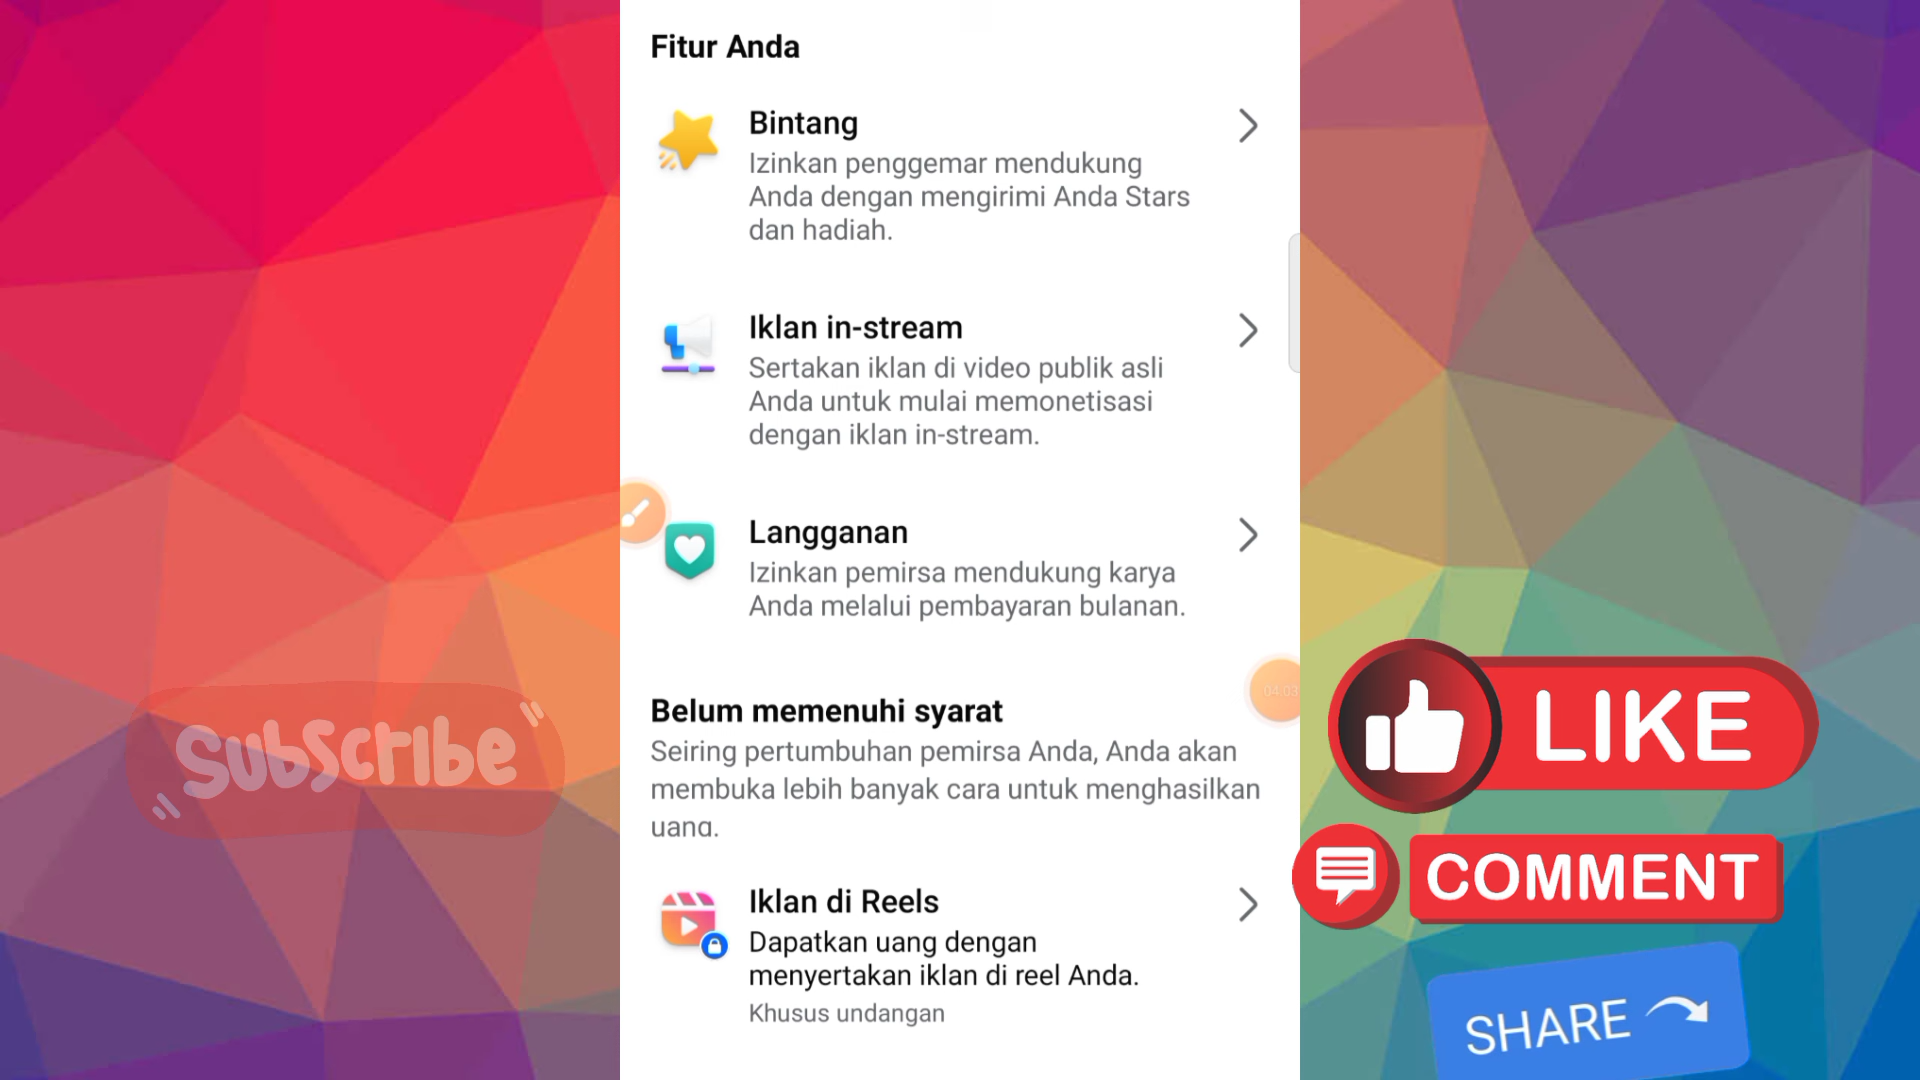 Fitur Anda
Bintang
Izinkan penggemar mendukung
Anda dengan mengirimi Anda Stars
dan hadiah.
Iklan in-stream
Sertakan iklan di video publik asli
Anda untuk mulai memonetisasi
dengan iklan in-stream.
Langganan
Izinkan pemirsa mendukung karya
Anda melalui pembayaran bulanan.
Belum memenuhi syarat
Seiring pertumbuhan pemirsa Anda, Anda akan
membuka lebih banyak cara untuk menghasilkan
uang.
Iklan di Reels
Dapatkan uang dengan
menyertakan iklan di reel Anda.
Khusus undangan
04:03
Subscribe
LIKE
COMMENT
SHARE